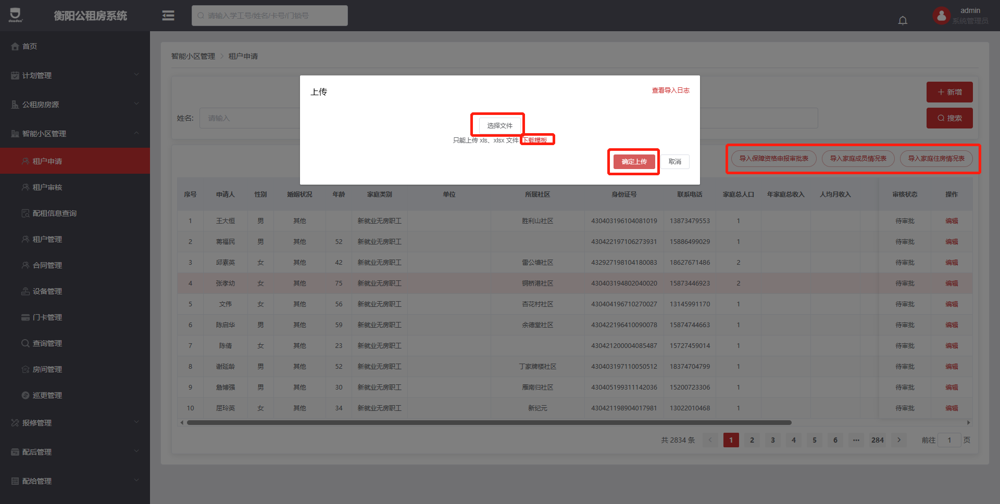 衡阳公租房系统
请输入学工号/姓名/卡号/门锁号
admin
系统管理员
首页
计划管理
公租房房源
智能小区管理
租户申请
租户审核
配租信息查询
租户管理
合同管理
设备管理
门卡管理
查询管理
房间管理
巡更管理
报修管理
配后管理
配给管理
智能小区管理 > 租户申请
新增
姓名: 请输入
搜索
上传
查看导入日志
选择文件
只能上传 xls、xlsx 文件 下载模板
确定上传 取消
导入保障资格申报审批表 导入家庭成员情况表 导入家庭住房情况表
序号 申请人 性别 婚姻状况 年龄 家庭类别 单位 所属社区 身份证号 联系电话 家庭总人口 年家庭总收入 人均月收入 审核状态 操作
1 王大恒 男 其他 新就业无房职工 胜利山社区 430403196104081019 13873479553 1 待审批 编辑
2 蒋福民 男 其他 52 新就业无房职工 430422197106273931 15886499029 1 待审批 编辑
3 邱素英 女 其他 42 新就业无房职工 雷公塘社区 432927198104180083 18627671486 2 待审批 编辑
4 张孝幼 女 其他 75 新就业无房职工 铜桥港社区 430403194802040020 15873446923 2 待审批 编辑
5 文伟 女 其他 56 新就业无房职工 杏花村社区 430404196710270027 13145991170 1 待审批 编辑
6 陈启华 男 其他 59 新就业无房职工 余德堂社区 430422196410090078 15874744663 1 待审批 编辑
7 陈倩 女 其他 23 新就业无房职工 430421200004085487 15727459014 1 待审批 编辑
8 谢延龄 男 其他 52 新就业无房职工 丁家牌楼社区 430403197110050512 18374704799 1 待审批 编辑
9 詹博强 男 其他 30 新就业无房职工 雁南归社区 430405199311142036 15200723306 1 待审批 编辑
10 屈玲英 女 其他 34 新就业无房职工 新纪元 430421198904017981 13022010468 1 待审批 编辑
共 2834 条 < 1 2 3 4 5 6 ··· 284 > 前往 1 页